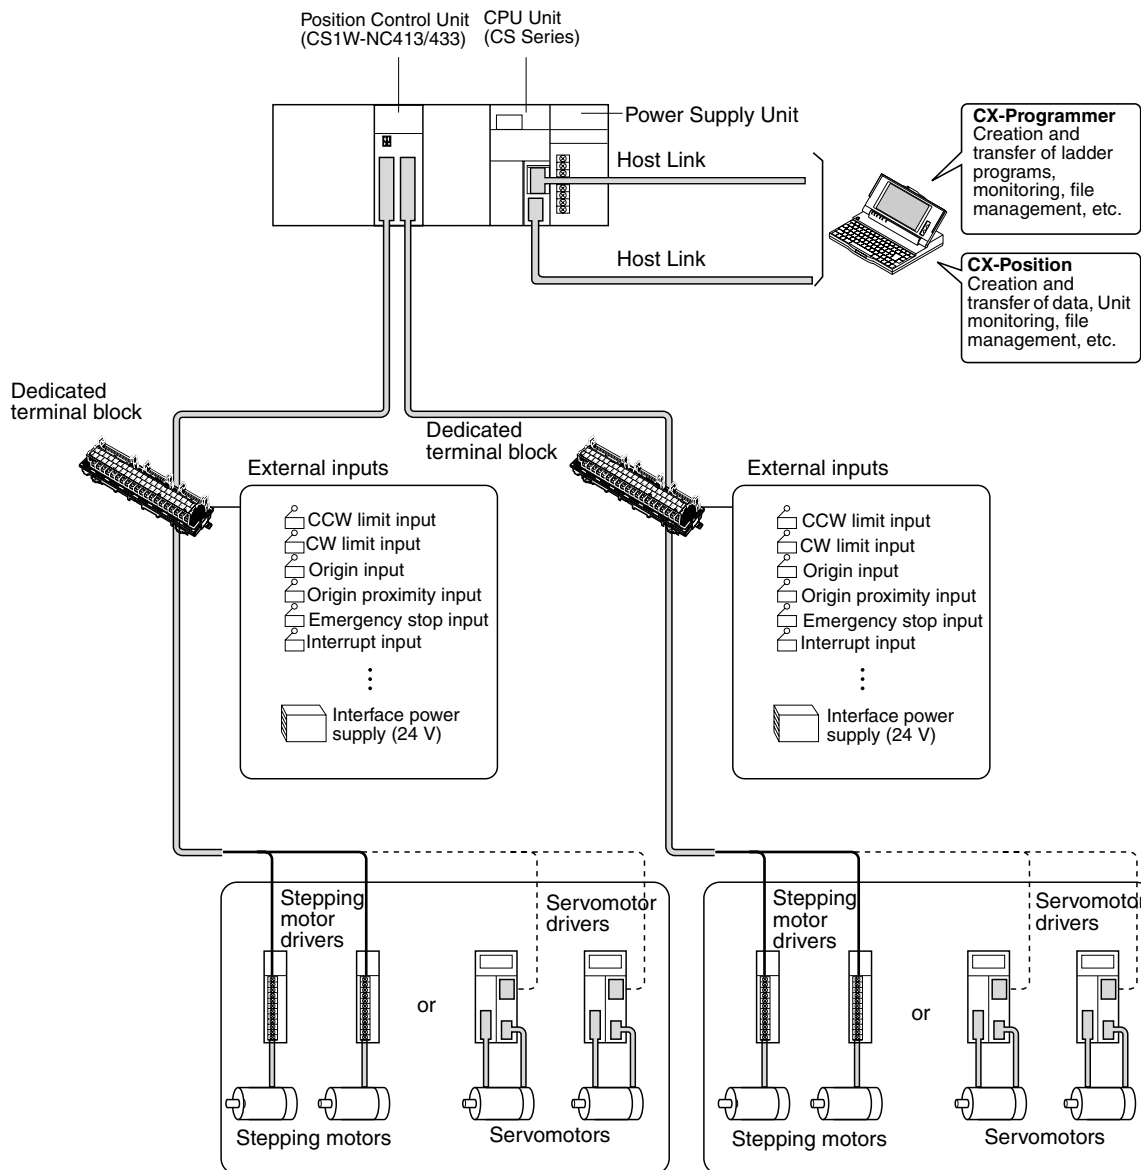 Position Control Unit
(CS1W-NC413/433)
CPU Unit
(CS Series)
Power Supply Unit
Host Link
Host Link
CX-Programmer
Creation and
transfer of ladder
programs,
monitoring, file
management, etc.
CX-Position
Creation and
transfer of data, Unit
monitoring, file
management, etc.
Dedicated
terminal block
External inputs
CCW limit input
CW limit input
Origin input
Origin proximity input
Emergency stop input
Interrupt input
Interface power
supply (24 V)
Dedicated
terminal block
External inputs
CCW limit input
CW limit input
Origin input
Origin proximity input
Emergency stop input
Interrupt input
Interface power
supply (24 V)
Stepping
motor
drivers
Servomotor
drivers
or
Stepping motors
Servomotors
Stepping
motor
drivers
Servomotor
drivers
or
Stepping motors
Servomotors